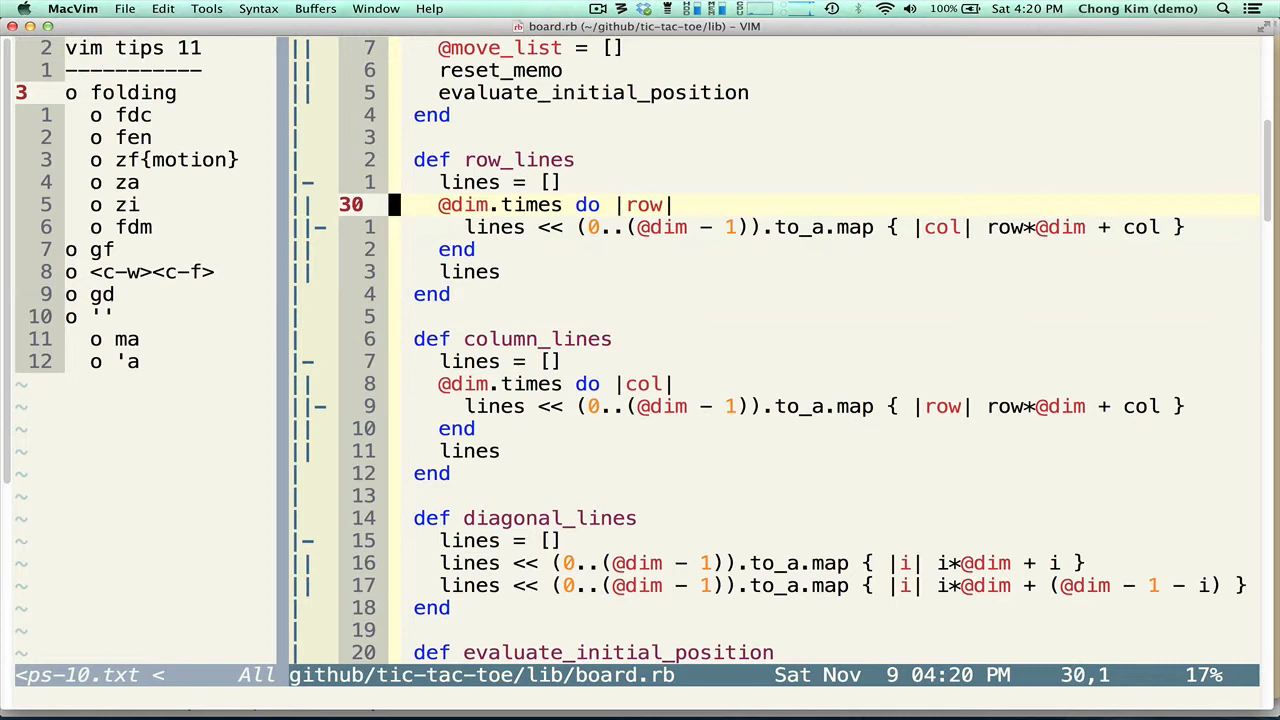 MacVim File Edit Tools Syntax Buffers Window Help 100% Sat 4:20 PM Chong Kim (demo)
board.rb (~/github/tic-tac-toe/lib) – VIM
2 vim tips 11
1 -----------
3 o folding
1 o fdc
2 o fen
3 o zf{motion}
4 o za
5 o zi
6 o fdm
7 o gf
8 o <c-w><c-f>
9 o gd
10 o ''
11 o ma
12 o 'a
~
~
~
~
~
~
~
~
~
~
~
~
~
<ps-10.txt < All
7 @move_list = []
6 reset_memo
5 evaluate_initial_position
4 end
3
2 def row_lines
1 lines = []
30 @dim.times do |row|
1 lines << (0..(@dim - 1)).to_a.map { |col| row*@dim + col }
2 end
3 lines
4 end
5
6 def column_lines
7 lines = []
8 @dim.times do |col|
9 lines << (0..(@dim - 1)).to_a.map { |row| row*@dim + col }
10 end
11 lines
12 end
13
14 def diagonal_lines
15 lines = []
16 lines << (0..(@dim - 1)).to_a.map { |i| i*@dim + i }
17 lines << (0..(@dim - 1)).to_a.map { |i| i*@dim + (@dim - 1 - i) }
18 end
19
20 def evaluate_initial_position
github/tic-tac-toe/lib/board.rb Sat Nov 9 04:20 PM 30,1 17%